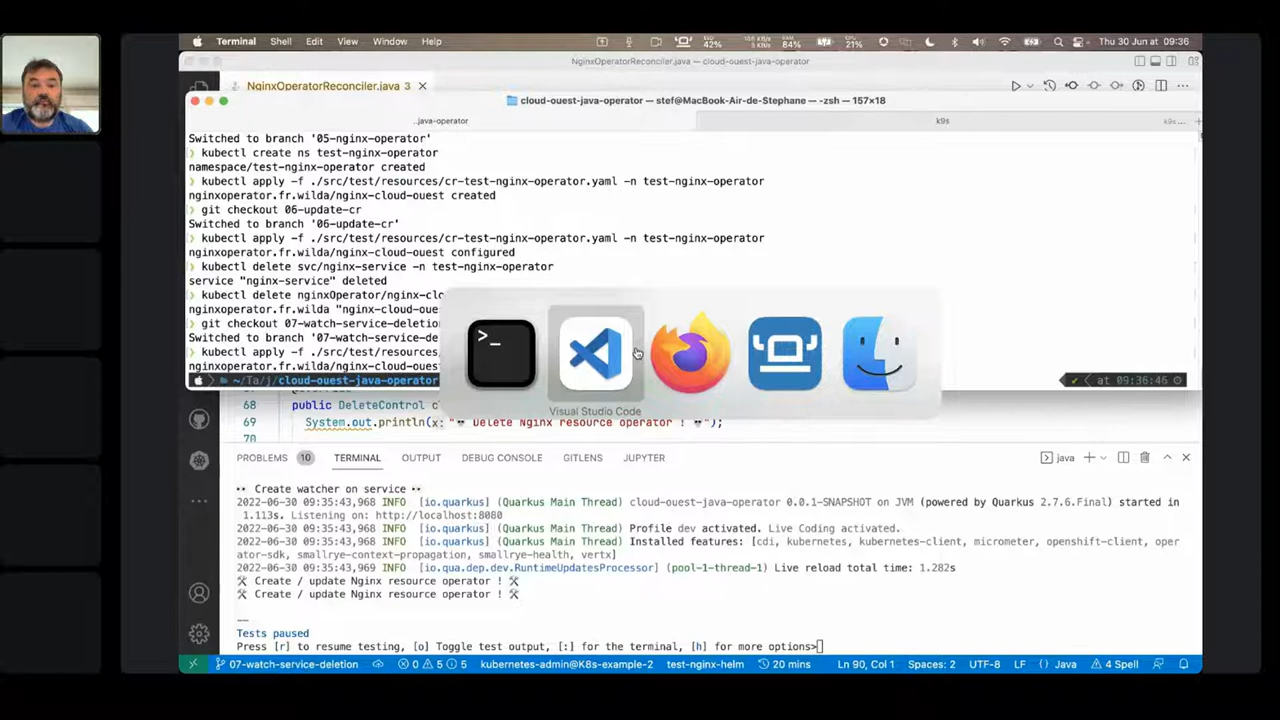 Terminal Shell Edit View Window Help 42% 84% 21% Thu 30 Jun at 09:36
NginxOperatorReconciler.java — cloud-ouest-java-operator
NginxOperatorReconciler.java 3
cloud-ouest-java-operator — stef@MacBook-Air-de-Stephane — -zsh — 157×18
..java-operator k9s k9s...
Switched to branch '05-nginx-operator'
❯ kubectl create ns test-nginx-operator
namespace/test-nginx-operator created
❯ kubectl apply -f ./src/test/resources/cr-test-nginx-operator.yaml -n test-nginx-operator
nginxoperator.fr.wilda/nginx-cloud-ouest created
❯ git checkout 06-update-cr
Switched to branch '06-update-cr'
❯ kubectl apply -f ./src/test/resources/cr-test-nginx-operator.yaml -n test-nginx-operator
nginxoperator.fr.wilda/nginx-cloud-ouest configured
❯ kubectl delete svc/nginx-service -n test-nginx-operator
service "nginx-service" deleted
❯ kubectl delete nginxOperator/nginx-clo
nginxoperator.fr.wilda "nginx-cloud-oues
❯ git checkout 07-watch-service-deletion
Switched to branch '07-watch-service-de
❯ kubectl apply -f ./src/test/resources,
nginxoperator.fr.wilda/nginx-cloud-oues
~/Ta/j/cloud-ouest-java-operator ✔ at 09:36:46
>_
Visual Studio Code
68 public DeleteControl c
69 System.out.println(x: "☠ Delete Nginx resource operator ! ☠");
70
PROBLEMS 10 TERMINAL OUTPUT DEBUG CONSOLE GITLENS JUPYTER java
Create watcher on service
2022-06-30 09:35:43,968 INFO [io.quarkus] (Quarkus Main Thread) cloud-ouest-java-operator 0.0.1-SNAPSHOT on JVM (powered by Quarkus 2.7.6.Final) started in
1.113s. Listening on: http://localhost:8080
2022-06-30 09:35:43,968 INFO [io.quarkus] (Quarkus Main Thread) Profile dev activated. Live Coding activated.
2022-06-30 09:35:43,968 INFO [io.quarkus] (Quarkus Main Thread) Installed features: [cdi, kubernetes, kubernetes-client, micrometer, openshift-client, oper
ator-sdk, smallrye-context-propagation, smallrye-health, vertx]
2022-06-30 09:35:43,969 INFO [io.qua.dep.dev.RuntimeUpdatesProcessor] (pool-1-thread-1) Live reload total time: 1.282s
🛠 Create / update Nginx resource operator ! 🛠
🛠 Create / update Nginx resource operator ! 🛠
--
Tests paused
Press [r] to resume testing, [o] Toggle test output, [:] for the terminal, [h] for more options>
07-watch-service-deletion 0 5 5 kubernetes-admin@K8s-example-2 test-nginx-helm 20 mins Ln 90, Col 1 Spaces: 2 UTF-8 LF {} Java 4 Spell